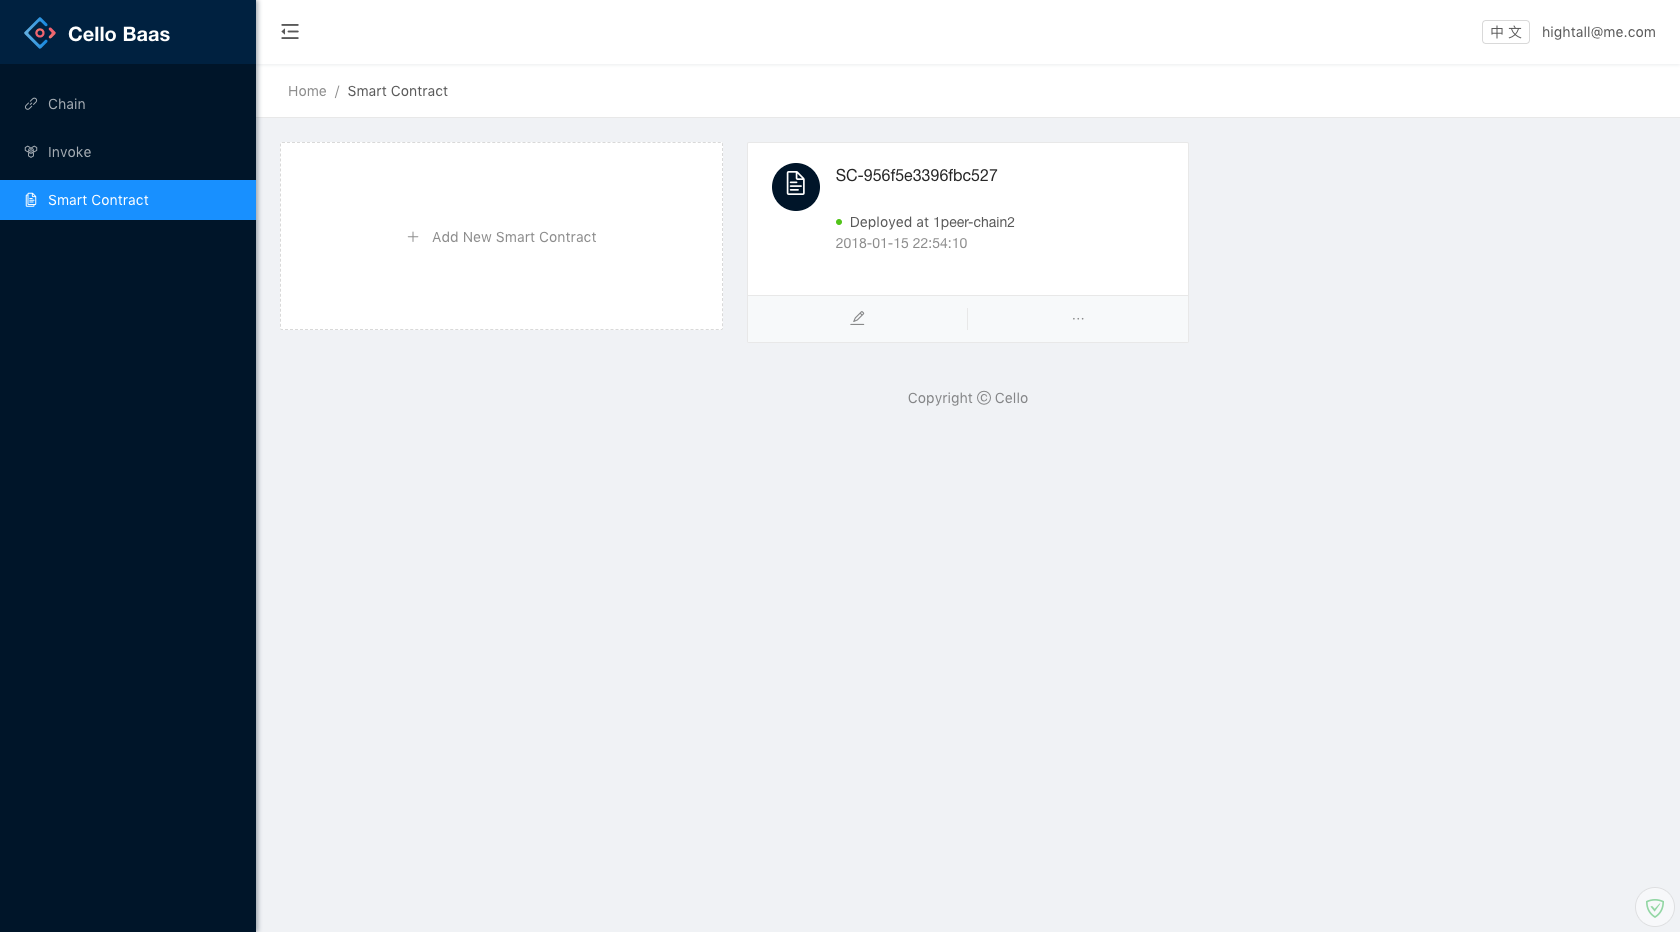 Cello Baas
中文
hightall@me.com
Chain
Invoke
Smart Contract
Home / Smart Contract
+ Add New Smart Contract
SC-956f5e3396fbc527
Deployed at 1peer-chain2
2018-01-15 22:54:10
···
Copyright © Cello